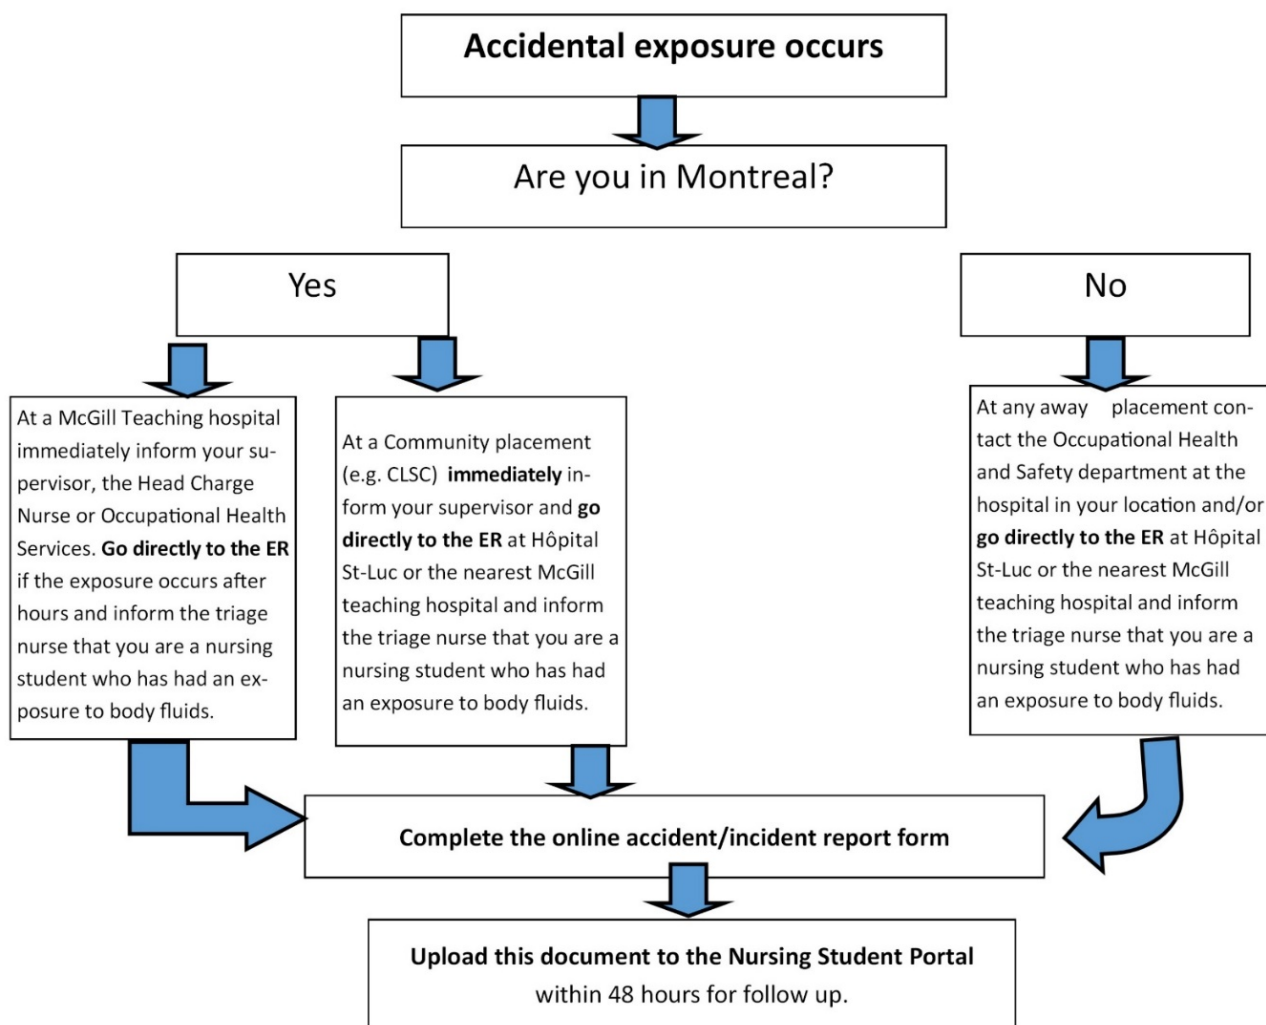 Accidental exposure occurs
Are you in Montreal?
Yes
No
At a McGill Teaching hospital
immediately inform your su-
pervisor, the Head Charge
Nurse or Occupational Health
Services. Go directly to the ER
if the exposure occurs after
hours and inform the triage
nurse that you are a nursing
student who has had an ex-
posure to body fluids.
At a Community placement
(e.g. CLSC) immediately in-
form your supervisor and go
directly to the ER at Hôpital
St-Luc or the nearest McGill
teaching hospital and inform
the triage nurse that you are a
nursing student who has had
an exposure to body fluids.
At any away placement con-
tact the Occupational Health
and Safety department at the
hospital in your location and/or
go directly to the ER at Hôpital
St-Luc or the nearest McGill
teaching hospital and inform
the triage nurse that you are a
nursing student who has had
an exposure to body fluids.
Complete the online accident/incident report form
Upload this document to the Nursing Student Portal
within 48 hours for follow up.